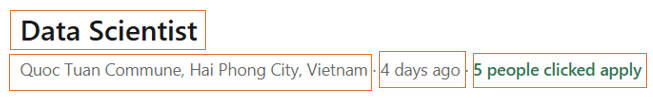 Data Scientist
Quoc Tuan Commune, Hai Phong City, Vietnam · 4 days ago · 5 people clicked apply